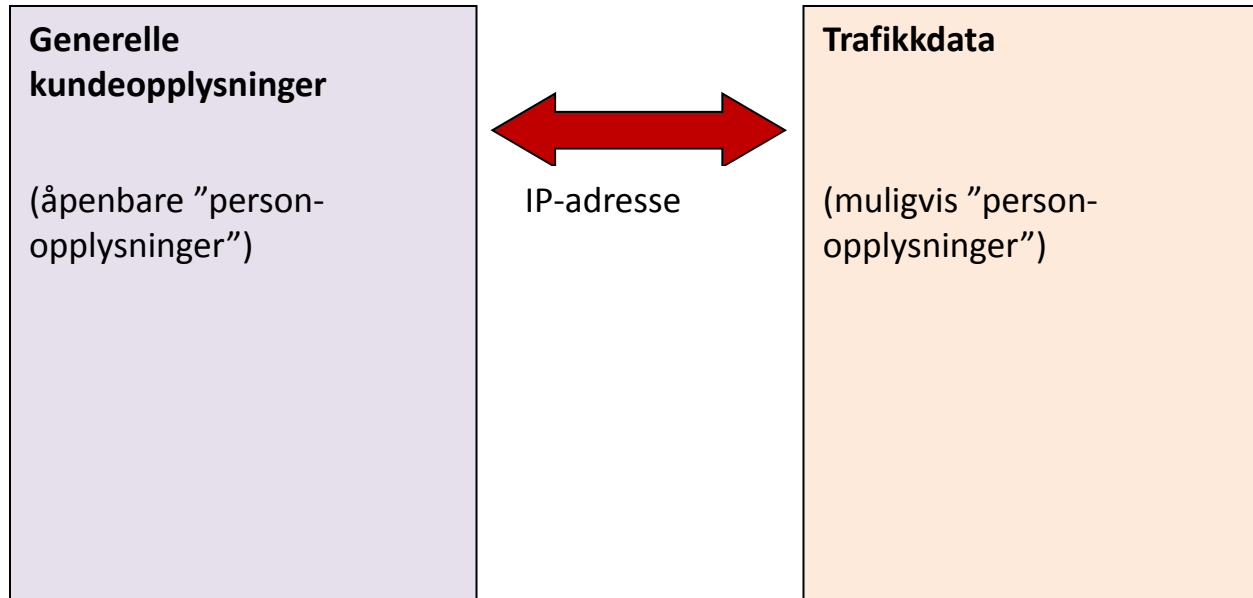 Generelle
kundeopplysninger
(åpenbare ”person-
opplysninger”)
IP-adresse
Trafikkdata
(muligvis ”person-
opplysninger”)